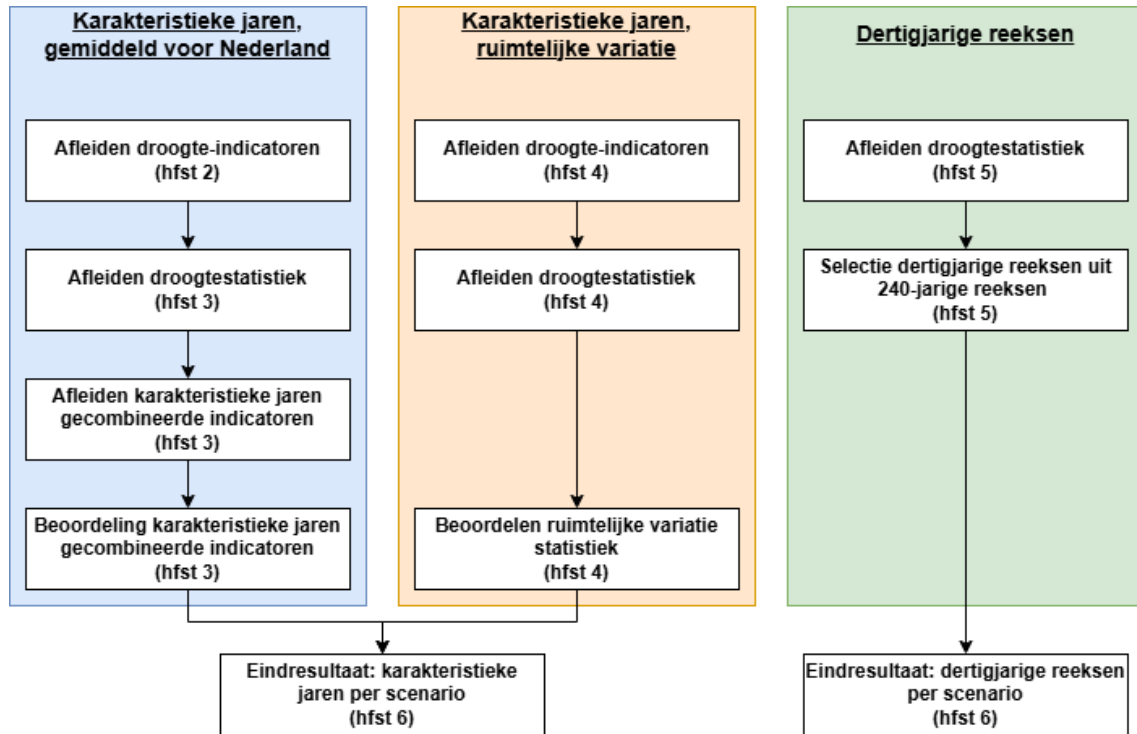 Karakteristieke jaren,
gemiddeld voor Nederland
Afleiden droogte-indicatoren
(hfst 2)
Afleiden droogtestatistiek
(hfst 3)
Afleiden karakteristieke jaren
gecombineerde indicatoren
(hfst 3)
Beoordeling karakteristieke jaren
gecombineerde indicatoren
(hfst 3)
Karakteristieke jaren,
ruimtelijke variatie
Afleiden droogte-indicatoren
(hfst 4)
Afleiden droogtestatistiek
(hfst 4)
Beoordelen ruimtelijke variatie
statistiek
(hfst 4)
Eindresultaat: karakteristieke
jaren per scenario
(hfst 6)
Dertigjarige reeksen
Afleiden droogtestatistiek
(hfst 5)
Selectie dertigjarige reeksen uit
240-jarige reeksen
(hfst 5)
Eindresultaat: dertigjarige reeksen
per scenario
(hfst 6)